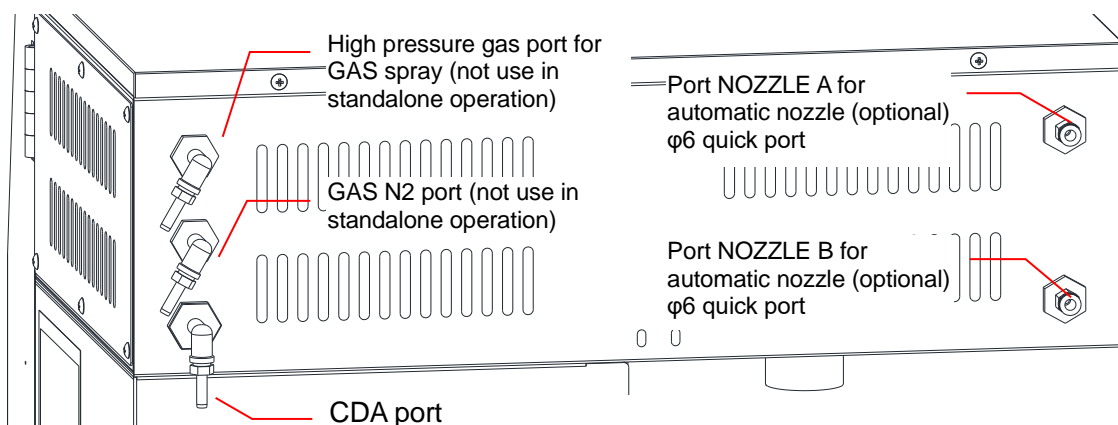 High pressure gas port for
GAS spray (not use in
standalone operation)
GAS N2 port (not use in
standalone operation)
CDA port
Port NOZZLE A for
automatic nozzle (optional)
φ6 quick port
Port NOZZLE B for
automatic nozzle (optional)
φ6 quick port